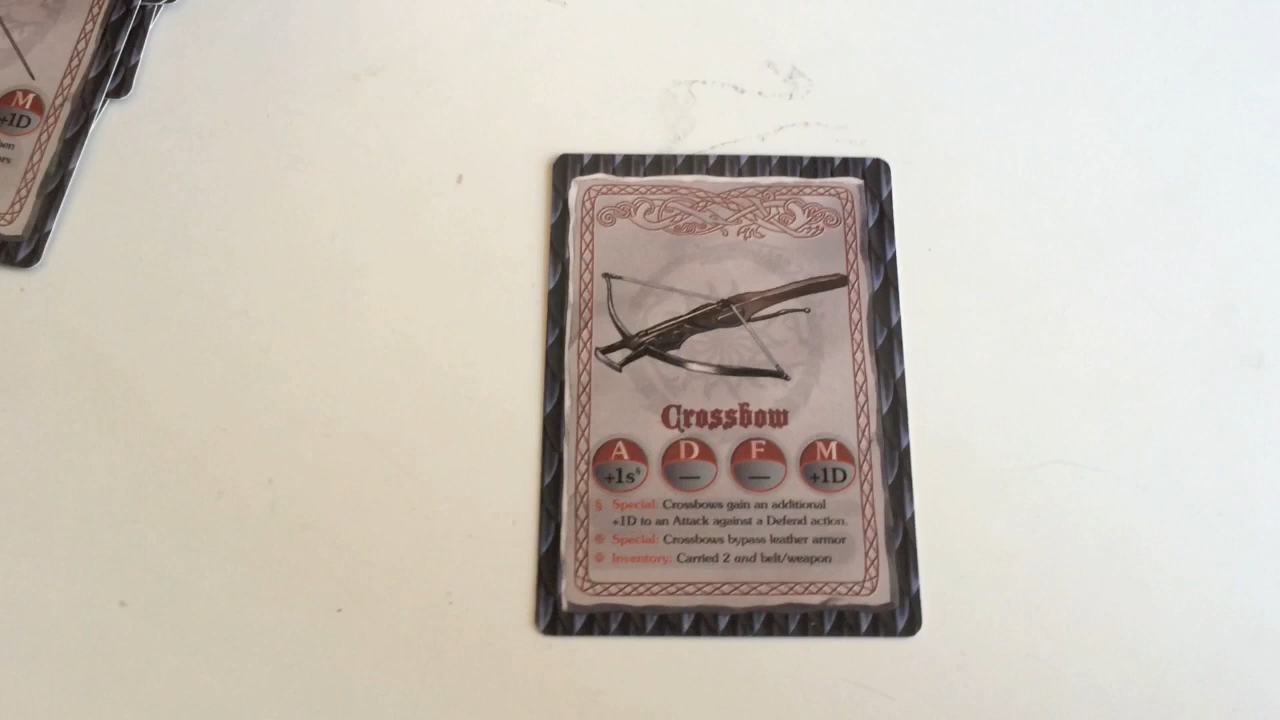 M
+1D
Crossbow
A D F M
+1s§ — — +1D
§ Special: Crossbows gain an additional
+1D to an Attack against a Defend action.
Special: Crossbows bypass leather armor
Inventory: Carried 2 and belt/weapon